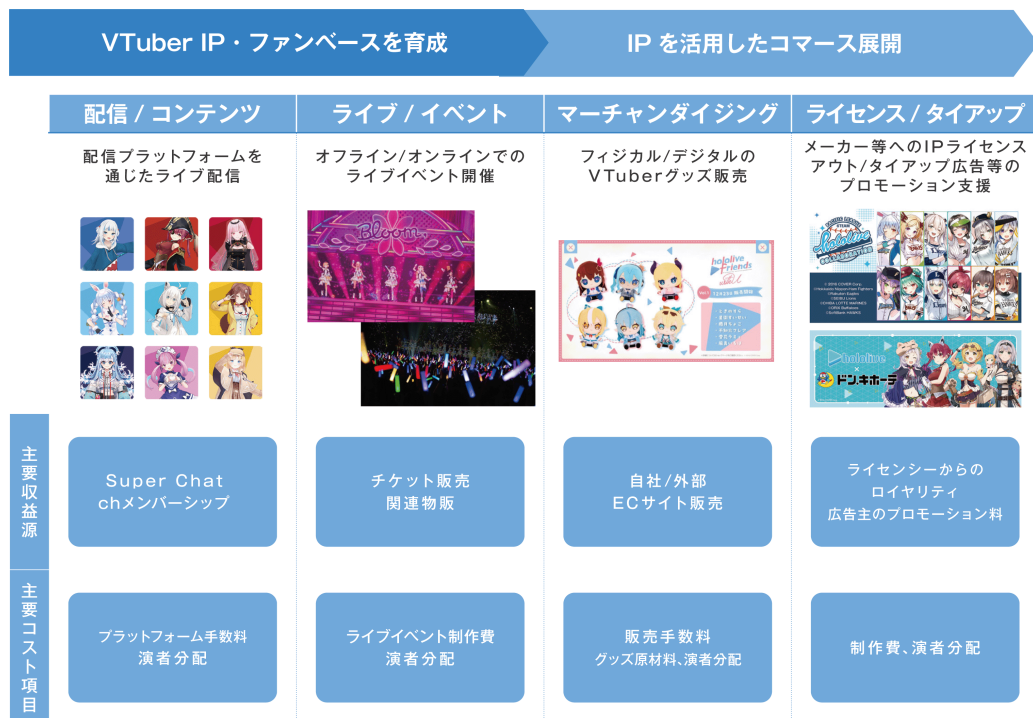 VTuber IP・ファンベースを育成
IP を活用したコマース展開
配信 / コンテンツ
ライブ / イベント
マーチャンダイジング
ライセンス / タイアップ
配信プラットフォームを
通じたライブ配信
オフライン/オンラインでの
ライブイベント開催
フィジカル/デジタルの
VTuberグッズ販売
メーカー等へのIPライセンス
アウト/タイアップ広告等の
プロモーション支援
Bloom,
hololive
Friends
hololive
hololive
×
ドン.キホーテ
主要収益源
Super Chat
chメンバーシップ
チケット販売
関連物販
自社/外部
ECサイト販売
ライセンシーからの
ロイヤリティ
広告主のプロモーション料
主要コスト項目
プラットフォーム手数料
演者分配
ライブイベント制作費
演者分配
販売手数料
グッズ原材料、演者分配
制作費、演者分配